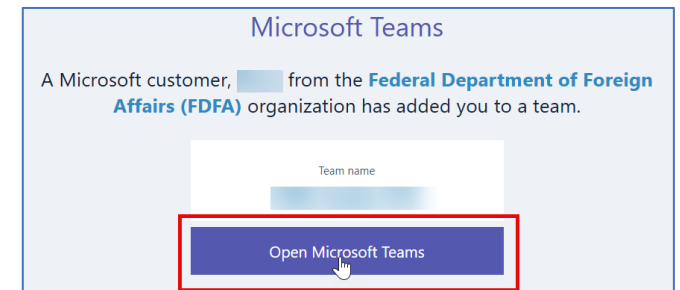 Microsoft Teams
A Microsoft customer, from the Federal Department of Foreign
Affairs (FDFA) organization has added you to a team.
Team name
Open Microsoft Teams